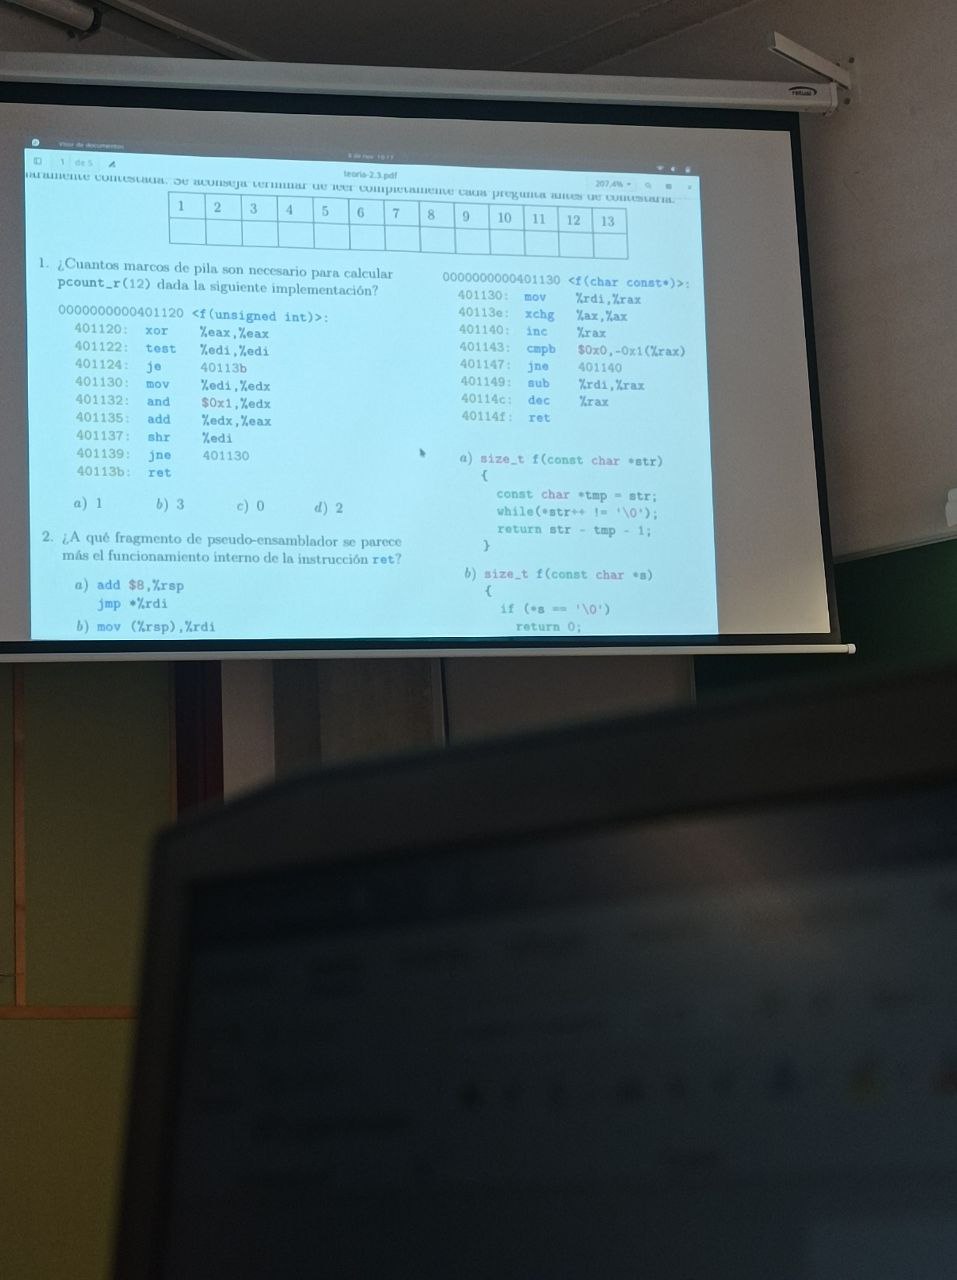 Visor de documentos
1 de 5
teoria-2.3.pdf
207,4%
retual
claramente contestada. Se aconseja terminar de leer completamente cada pregunta antes de contestarla.
1 2 3 4 5 6 7 8 9 10 11 12 13
1. ¿Cuantos marcos de pila son necesario para calcular
pcount_r(12) dada la siguiente implementación?
0000000000401120 <f(unsigned int)>:
401120: xor %eax,%eax
401122: test %edi,%edi
401124: je 40113b
401130: mov %edi,%edx
401132: and $0x1,%edx
401135: add %edx,%eax
401137: shr %edi
401139: jne 401130
40113b: ret
a) 1 b) 3 c) 0 d) 2
2. ¿A qué fragmento de pseudo-ensamblador se parece
más el funcionamiento interno de la instrucción ret?
a) add $8,%rsp
jmp *%rdi
b) mov (%rsp),%rdi
0000000000401130 <f(char const*)>:
401130: mov %rdi,%rax
40113e: xchg %ax,%ax
401140: inc %rax
401143: cmpb $0x0,-0x1(%rax)
401147: jne 401140
401149: sub %rdi,%rax
40114c: dec %rax
40114f: ret
a) size_t f(const char *str)
{
const char *tmp = str;
while(*str++ != '\0');
return str - tmp - 1;
}
b) size_t f(const char *s)
{
if (*s == '\0')
return 0;